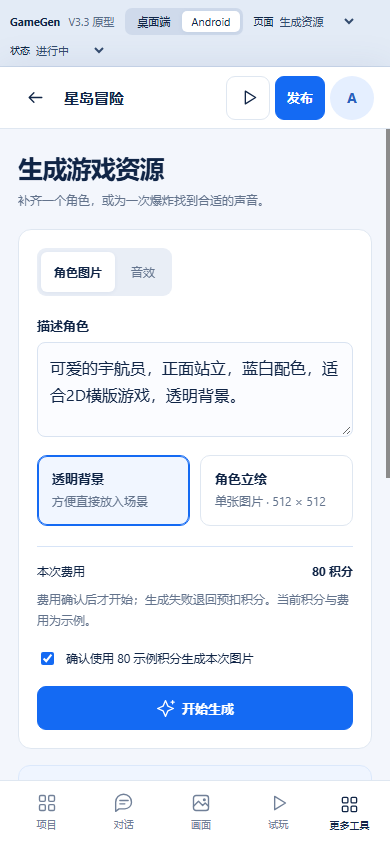 GameGen V3.3 原型 桌面端 Android 页面 生成资源
状态 进行中
星岛冒险 发布 A
生成游戏资源
补齐一个角色，或为一次爆炸找到合适的声音。
角色图片 音效
描述角色
可爱的宇航员，正面站立，蓝白配色，适
合2D横版游戏，透明背景。
透明背景 角色立绘
方便直接放入场景 单张图片 · 512 × 512
本次费用 80 积分
费用确认后才开始；生成失败退回预扣积分。当前积分与费
用为示例。
确认使用 80 示例积分生成本次图片
开始生成
项目 对话 画面 试玩 更多工具